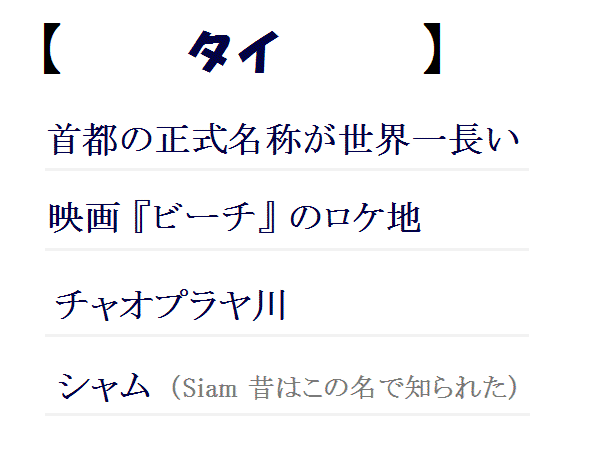 【 タイ 】
首都の正式名称が世界一長い
映画『ビーチ』のロケ地
チャオプラヤ川
シャム (Siam 昔はこの名で知られた)